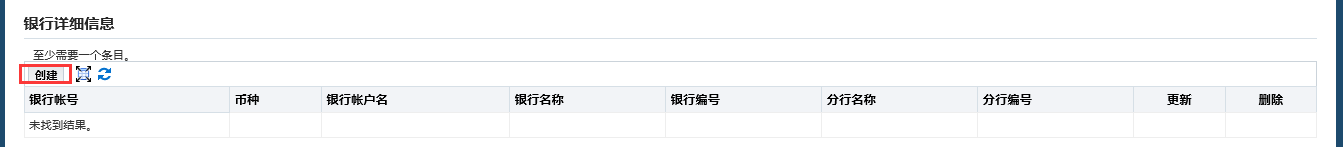 银行详细信息
至少需要一个条目。
创建
银行帐号 币种 银行帐户名 银行名称 银行编号 分行名称 分行编号 更新 删除
未找到结果。